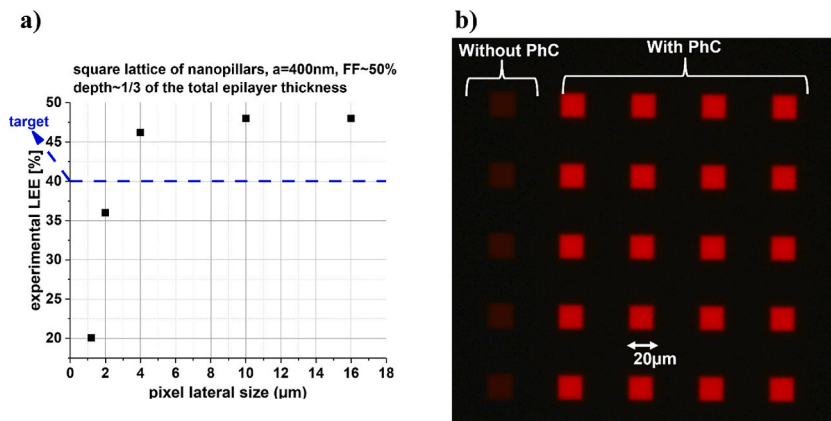 a)
square lattice of nanopillars, a=400nm, FF~50%
depth~1/3 of the total epilayer thickness
target
experimental LEE [%]
50
45
40
35
30
25
20
0 2 4 6 8 10 12 14 16 18
pixel lateral size (µm)
b)
Without PhC
With PhC
20µm